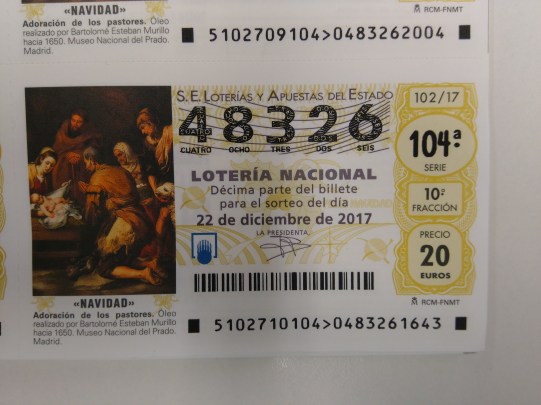 «NAVIDAD»
Adoración de los pastores. Óleo
realizado por Bartolomé Esteban Murillo
hacia 1650. Museo Nacional del Prado.
Madrid.
RCM-FNMT
5102709104>0483262004
S.E. LOTERÍAS Y APUESTAS DEL ESTADO
48326
CUATRO OCHO TRES DOS SEIS
102/17
104ª
SERIE
LOTERÍA NACIONAL
Décima parte del billete
para el sorteo del día
22 de diciembre de 2017
LA PRESIDENTA,
10ª
FRACCIÓN
PRECIO
20
EUROS
RCM-FNMT
«NAVIDAD»
Adoración de los pastores. Óleo
realizado por Bartolomé Esteban Murillo
hacia 1650. Museo Nacional del Prado.
Madrid.
5102710104>0483261643